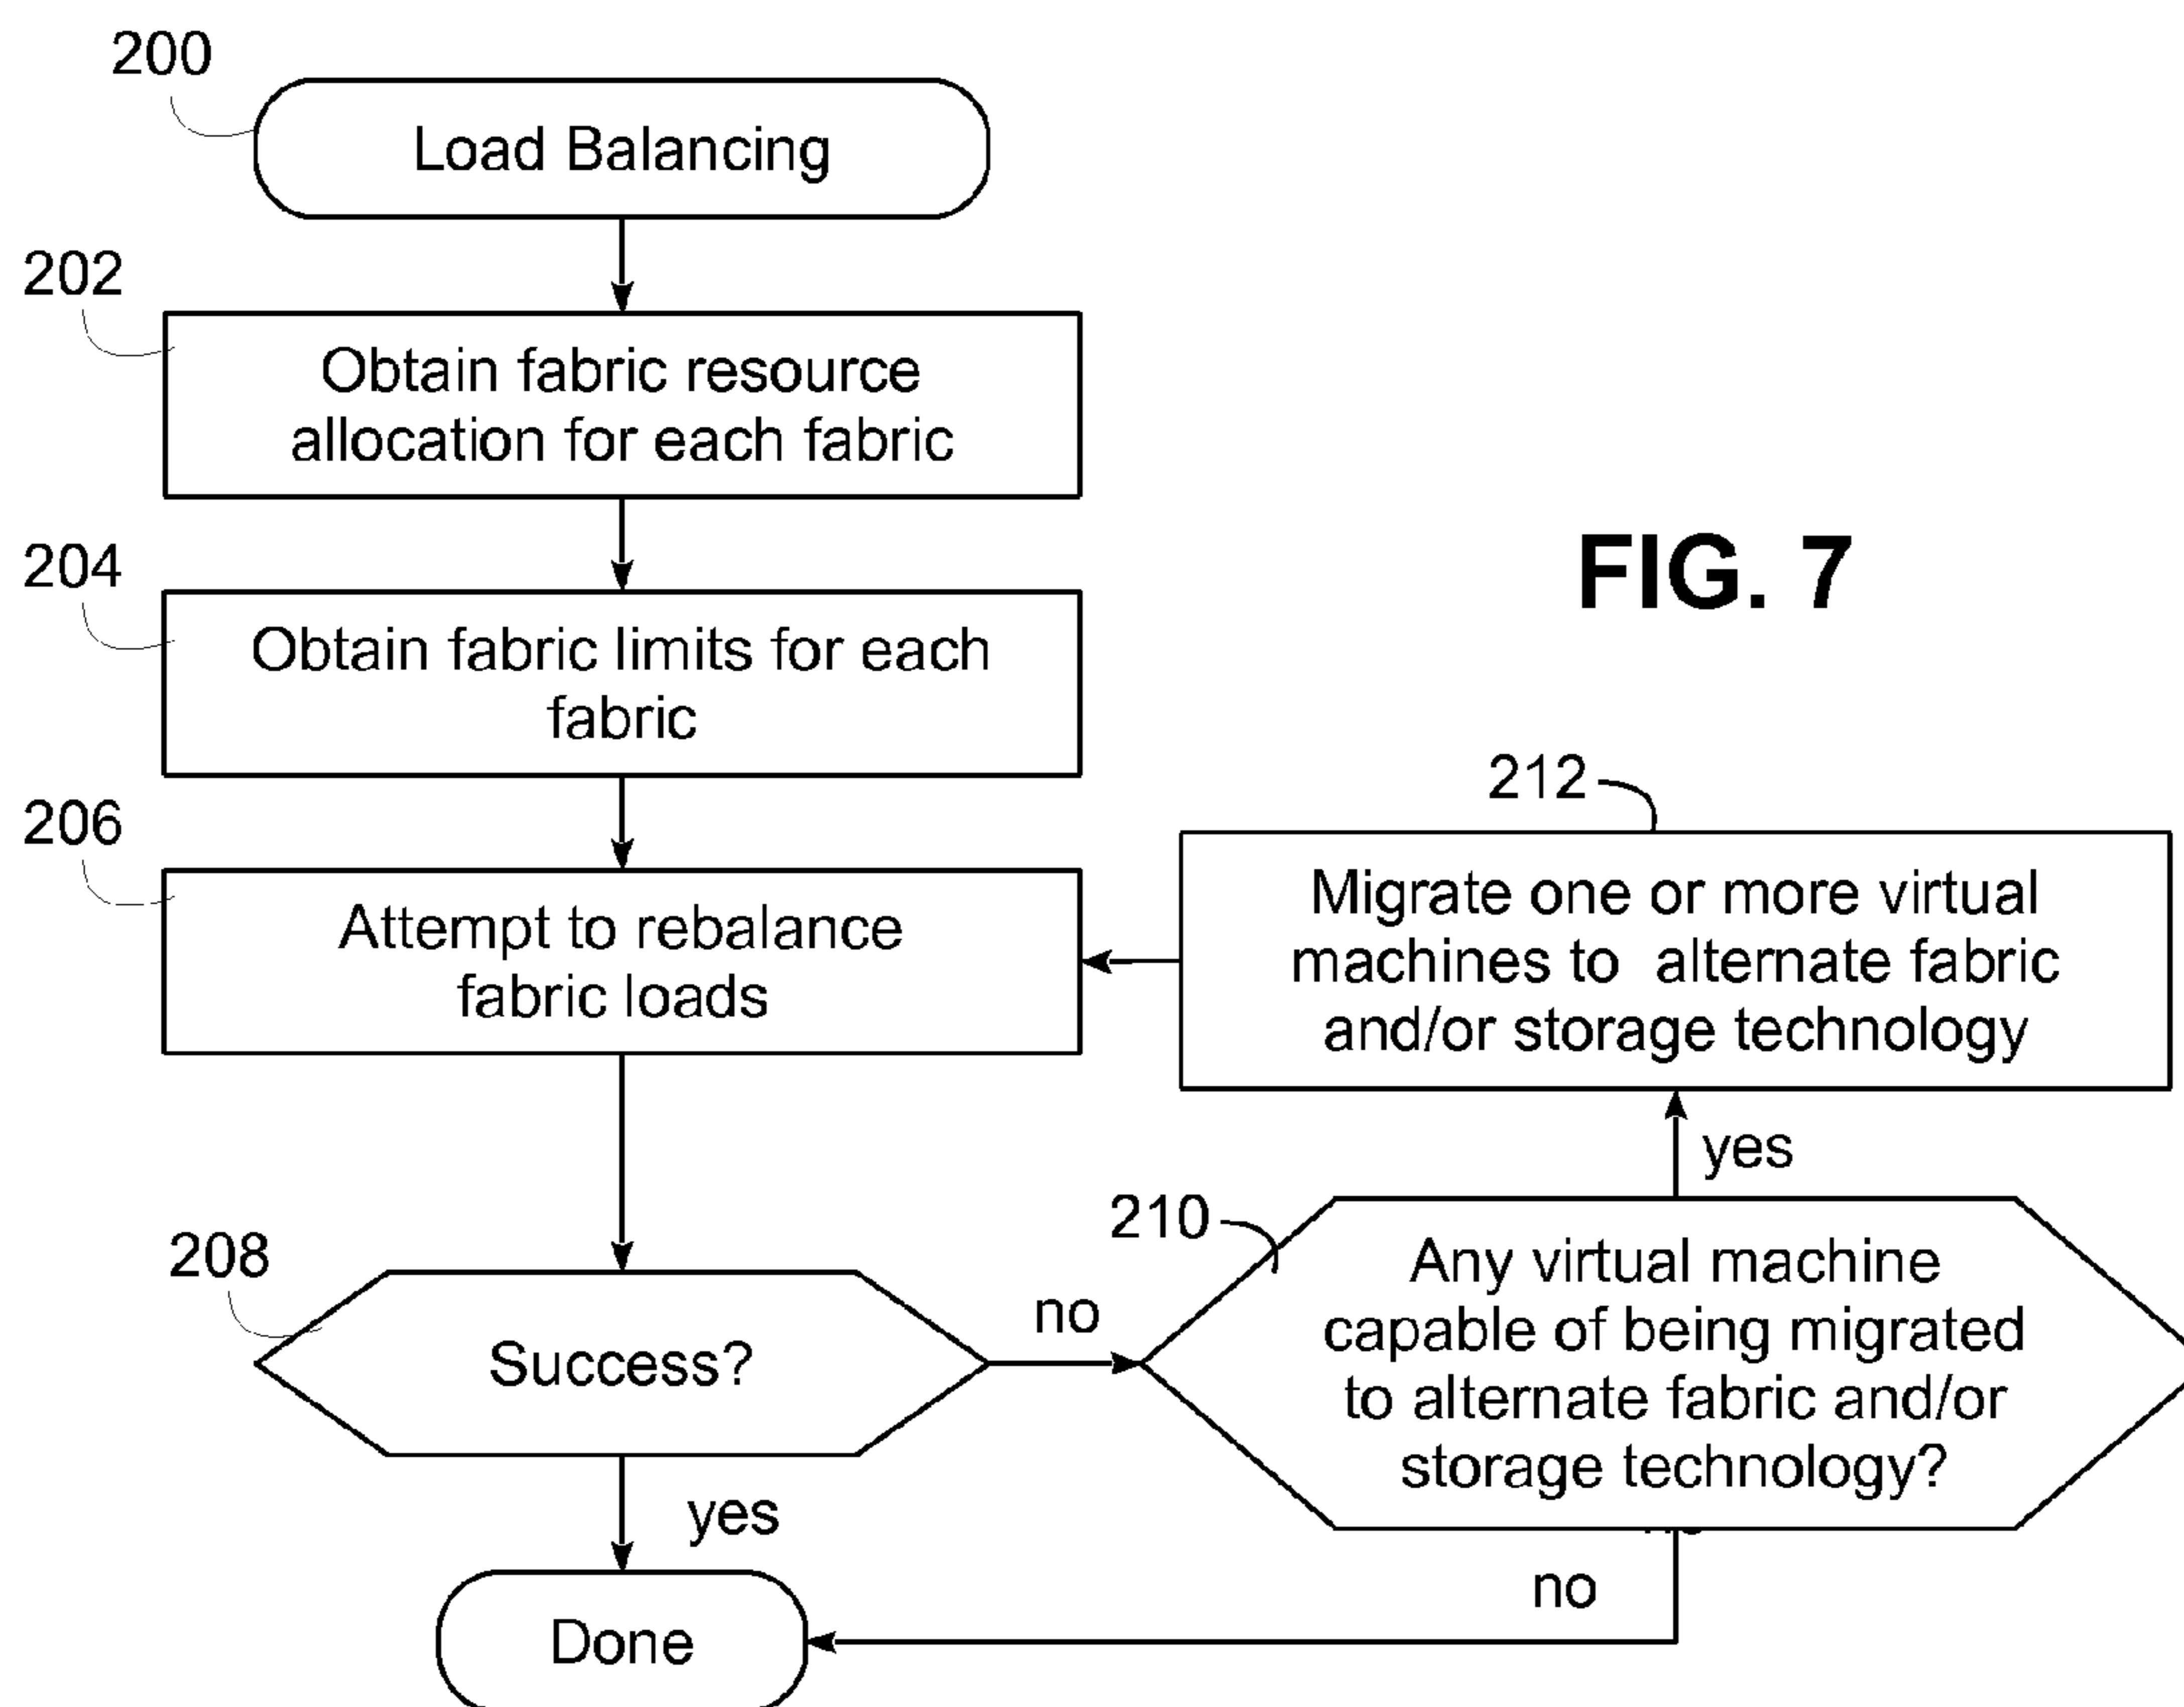 200
Load Balancing
202
Obtain fabric resource
allocation for each fabric
204
Obtain fabric limits for each
fabric
FIG. 7
206
Attempt to rebalance
fabric loads
212
Migrate one or more virtual
machines to alternate fabric
and/or storage technology
yes
208
Success?
no
210
Any virtual machine
capable of being migrated
to alternate fabric and/or
storage technology?
yes
no
Done